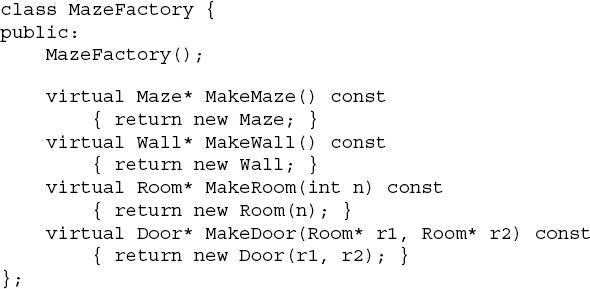 class MazeFactory {
public:
    MazeFactory();

    virtual Maze* MakeMaze() const
        { return new Maze; }
    virtual Wall* MakeWall() const
        { return new Wall; }
    virtual Room* MakeRoom(int n) const
        { return new Room(n); }
    virtual Door* MakeDoor(Room* r1, Room* r2) const
        { return new Door(r1, r2); }
};